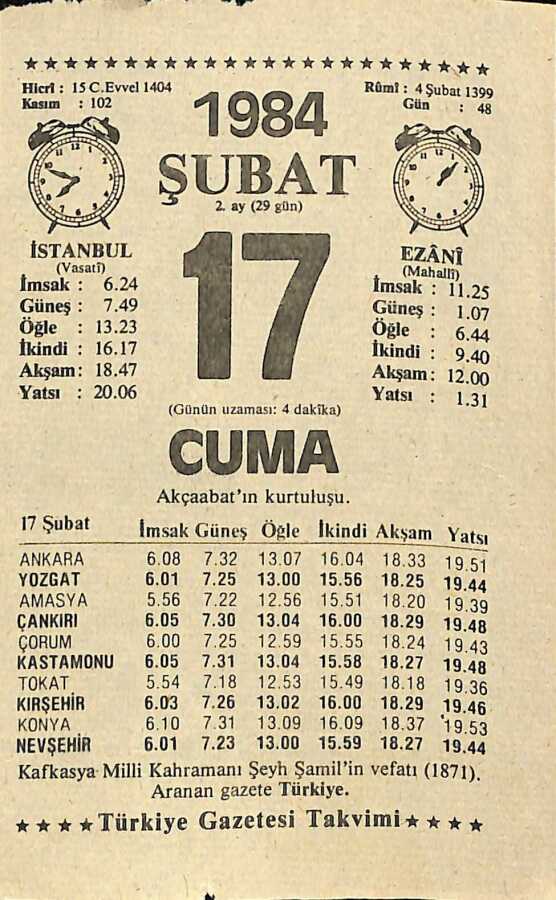 ★★★★★★★★★★★★★★★★★★★★★★★★
Hicrî : 15 C.Evvel 1404
Kasım : 102
Rûmî : 4 Şubat 1399
Gün : 48
1984
ŞUBAT
2. ay (29 gün)
17
İSTANBUL
(Vasatî)
İmsak : 6.24
Güneş : 7.49
Öğle : 13.23
İkindi : 16.17
Akşam: 18.47
Yatsı : 20.06
EZÂNÎ
(Mahallî)
İmsak : 11.25
Güneş : 1.07
Öğle : 6.44
İkindi : 9.40
Akşam: 12.00
Yatsı : 1.31
(Günün uzaması: 4 dakîka)
CUMA
Akçaabat'ın kurtuluşu.
17 Şubat İmsak Güneş Öğle İkindi Akşam Yatsı
ANKARA 6.08 7.32 13.07 16.04 18.33 19.51
YOZGAT 6.01 7.25 13.00 15.56 18.25 19.44
AMASYA 5.56 7.22 12.56 15.51 18.20 19.39
ÇANKIRI 6.05 7.30 13.04 16.00 18.29 19.48
ÇORUM 6.00 7.25 12.59 15.55 18.24 19.43
KASTAMONU 6.05 7.31 13.04 15.58 18.27 19.48
TOKAT 5.54 7.18 12.53 15.49 18.18 19.36
KIRŞEHİR 6.03 7.26 13.02 16.00 18.29 19.46
KONYA 6.10 7.31 13.09 16.09 18.37 19.53
NEVŞEHİR 6.01 7.23 13.00 15.59 18.27 19.44
Kafkasya Milli Kahramanı Şeyh Şamil'in vefatı (1871).
Aranan gazete Türkiye.
★★★★Türkiye Gazetesi Takvimi★★★★